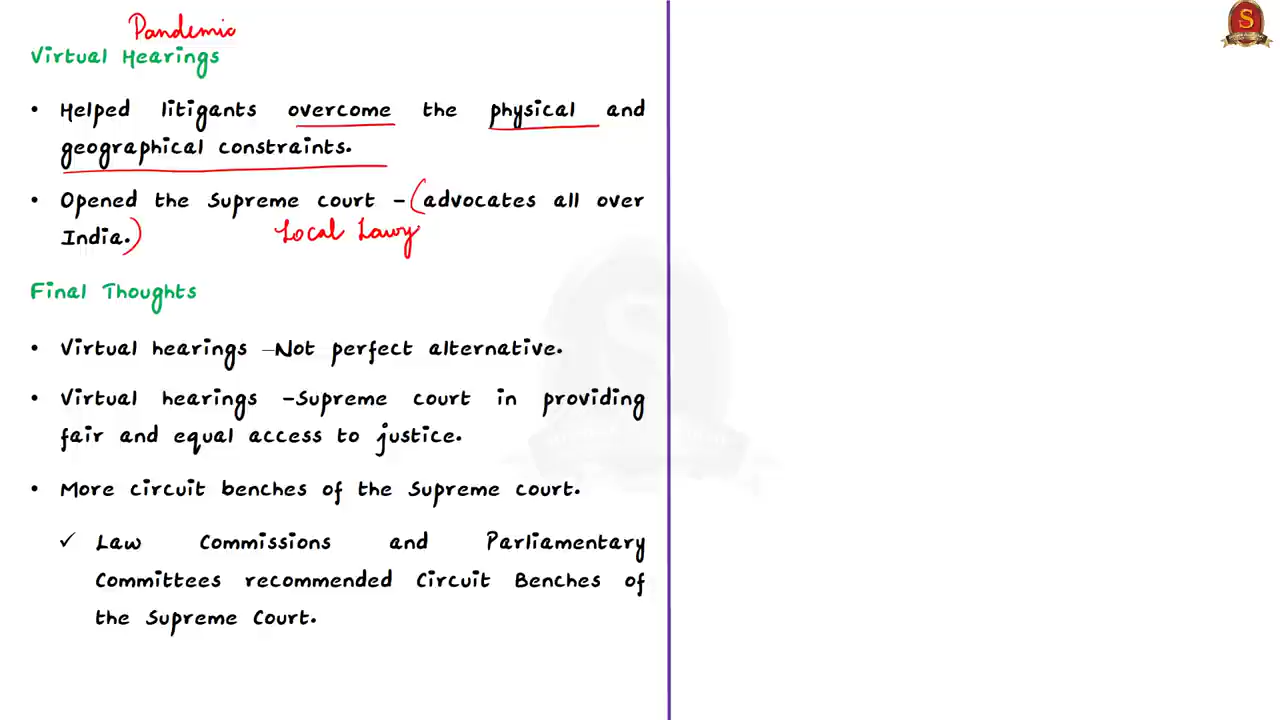 Pandemic
Virtual Hearings
• Helped litigants overcome the physical and
geographical constraints.
• Opened the Supreme court – (advocates all over
India.)
Local Lawy
Final Thoughts
• Virtual hearings –Not perfect alternative.
• Virtual hearings –Supreme court in providing
fair and equal access to justice.
• More circuit benches of the Supreme court.
✓ Law Commissions and Parliamentary
Committees recommended Circuit Benches of
the Supreme Court.
S